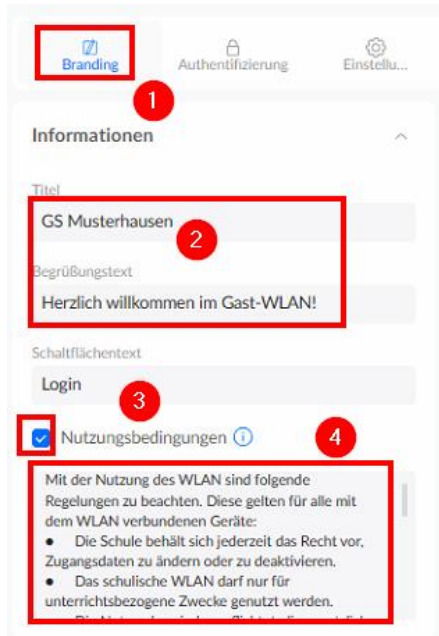 Branding Authentifizierung Einstellu...
1
Informationen
Titel
GS Musterhausen
2
Begrüßungstext
Herzlich willkommen im Gast-WLAN!
Schaltflächentext
Login
3
Nutzungsbedingungen
4
Mit der Nutzung des WLAN sind folgende
Regelungen zu beachten. Diese gelten für alle mit
dem WLAN verbundenen Geräte:
● Die Schule behält sich jederzeit das Recht vor,
Zugangsdaten zu ändern oder zu deaktivieren.
● Das schulische WLAN darf nur für
unterrichtsbezogene Zwecke genutzt werden.